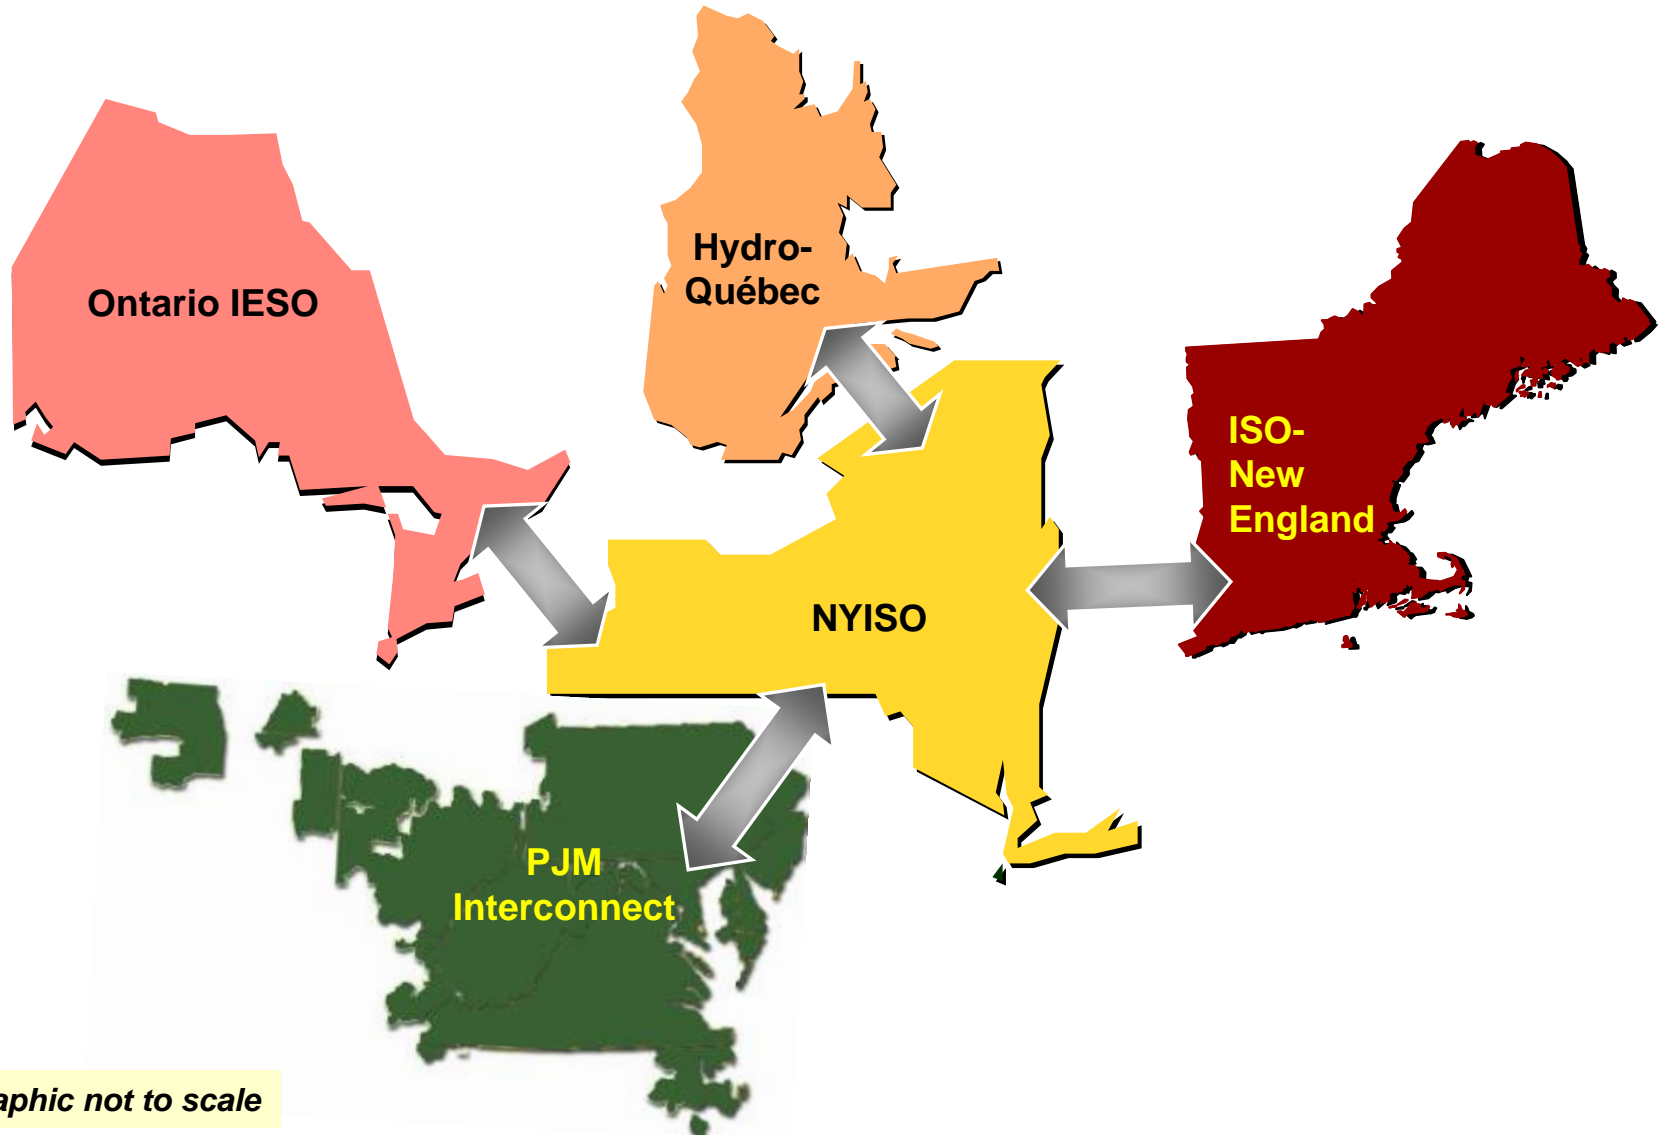 Hydro-
Québec
Ontario IESO
ISO-
New
England
NYISO
PJM
Interconnect
aphic not to scale